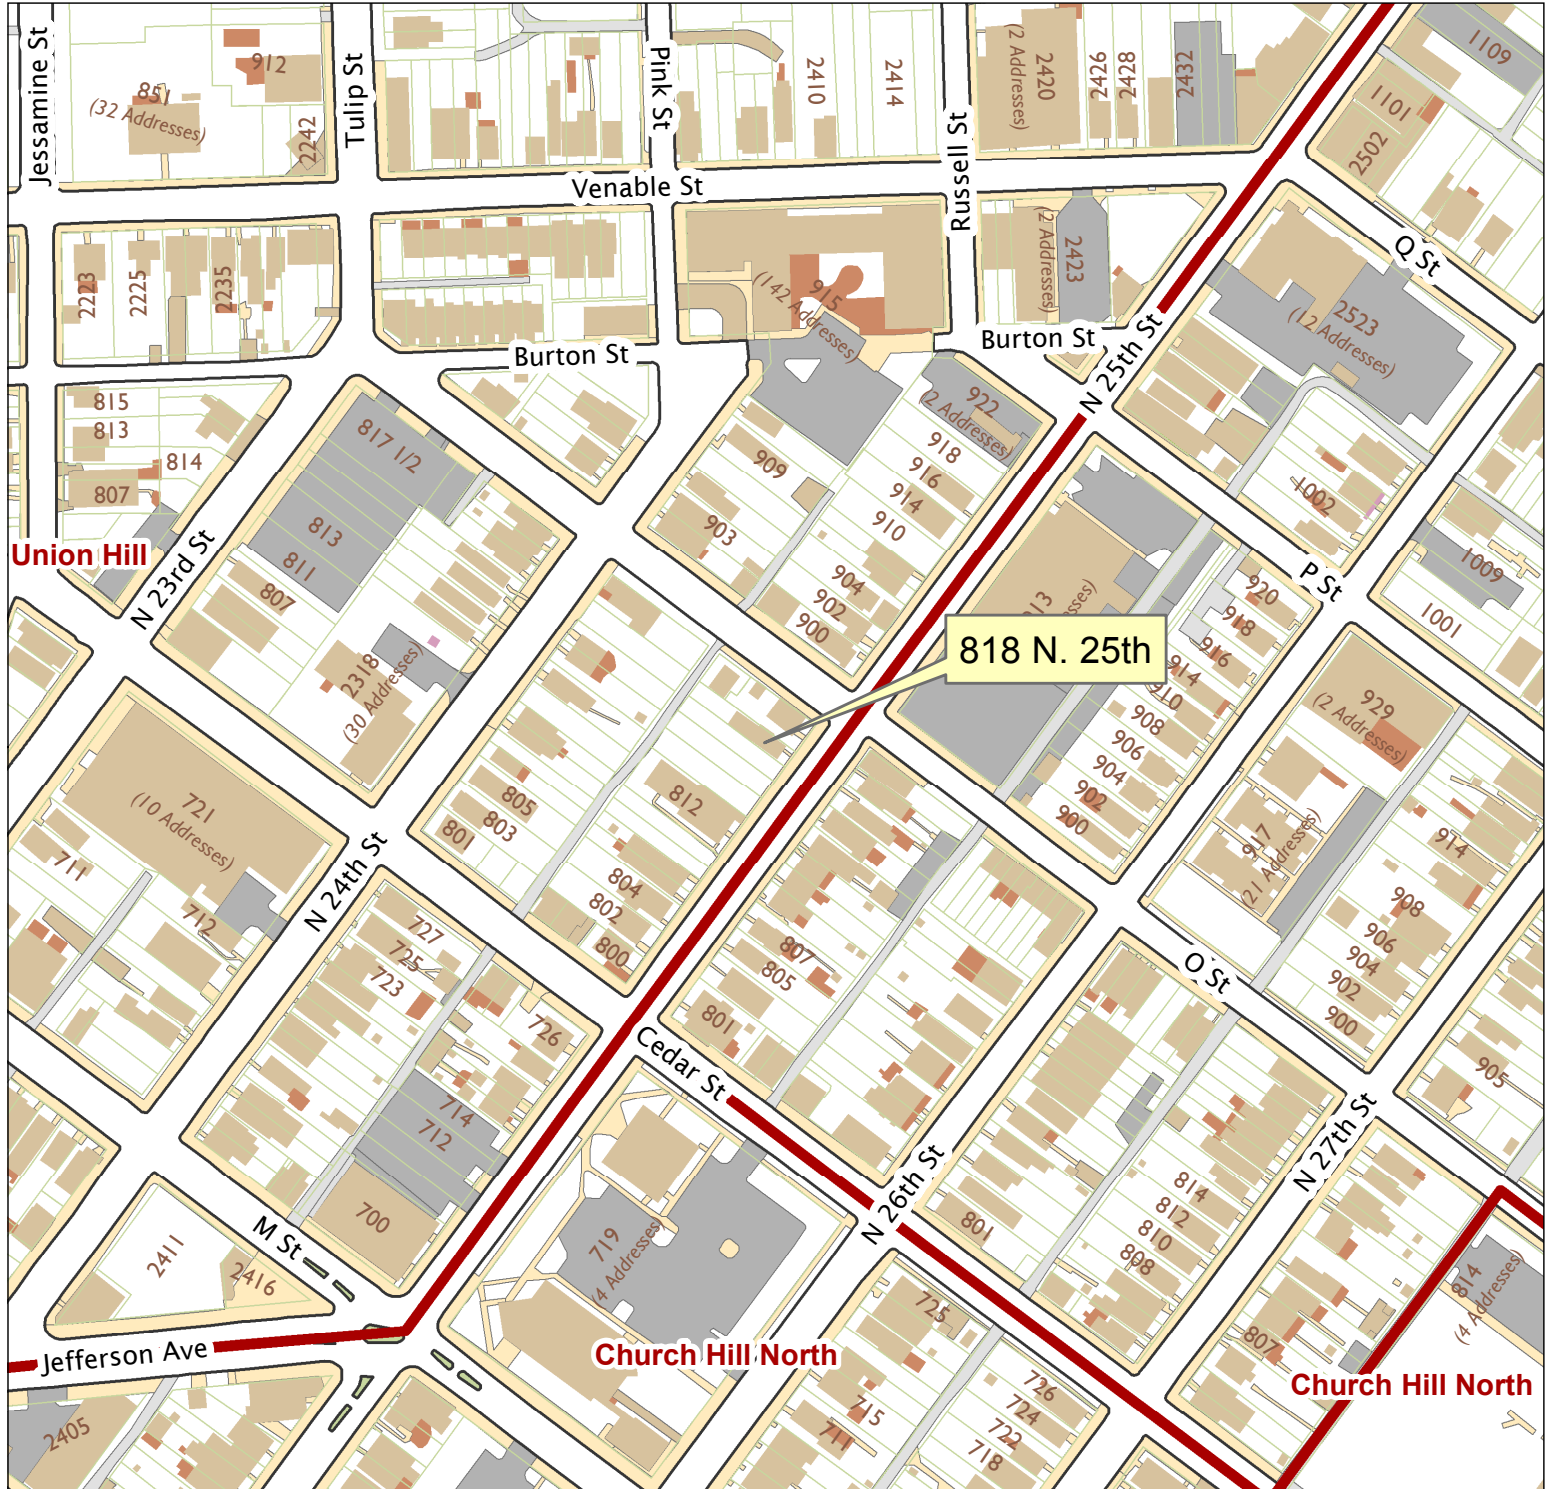 Jessamine St
912
851
(32 Addresses)
2242
Tulip St
Pink St
2410
2414
Russell St
2420
(2 Addresses)
2426
2428
2432
1109
1101
2502
Venable St
Q St
2223
2225
2235
915
(142 Addresses)
2423
(2 Addresses)
2523
(12 Addresses)
Burton St
Burton St
N 25th St
815
813
814
807
817 1/2
813
811
807
922
(2 Addresses)
918
916
914
910
909
903
904
902
900
1002
Union Hill
N 23rd St
P St
1009
1001
818 N. 25th
920
918
916
914
910
908
906
904
902
900
2318
(30 Addresses)
929
(2 Addresses)
721
(10 Addresses)
711
712
805
803
801
812
804
802
800
917
(21 Addresses)
914
908
906
904
902
900
N 24th St
727
725
723
726
714
712
807
805
801
O St
905
Cedar St
N 26th St
N 27th St
814
812
810
808
801
M St
700
2411
2416
719
(4 Addresses)
814
(4 Addresses)
807
725
Jefferson Ave
Church Hill North
Church Hill North
2405
715
711
726
724
722
718